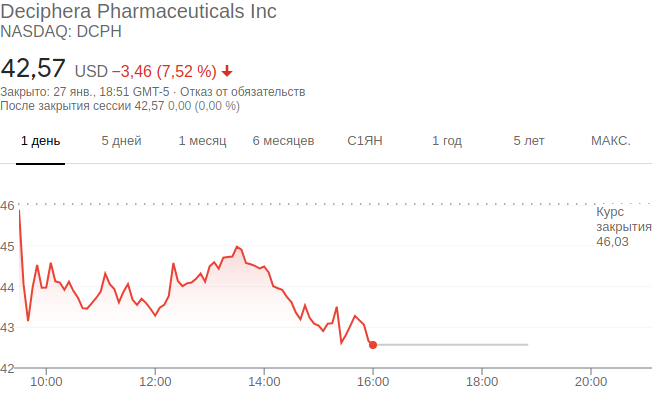 Deciphera Pharmaceuticals Inc
NASDAQ: DCPH
42,57 USD −3,46 (7,52 %)
Закрыто: 27 янв., 18:51 GMT-5 · Отказ от обязательств
После закрытия сессии 42,57 0,00 (0,00 %)
1 день 5 дней 1 месяц 6 месяцев С1ЯН 1 год 5 лет МАКС.
46
Курс
закрытия
46,03
45
44
43
42
10:00 12:00 14:00 16:00 18:00 20:00